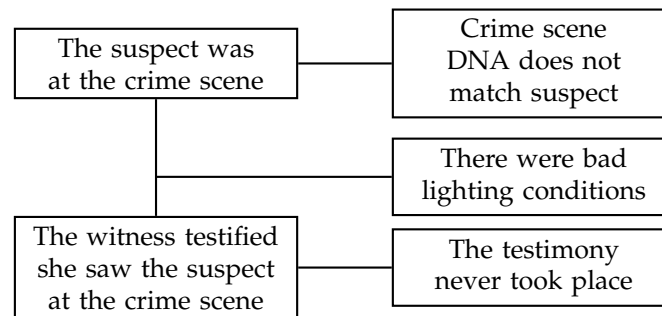 The suspect was
at the crime scene
Crime scene
DNA does not
match suspect
There were bad
lighting conditions
The witness testified
she saw the suspect
at the crime scene
The testimony
never took place